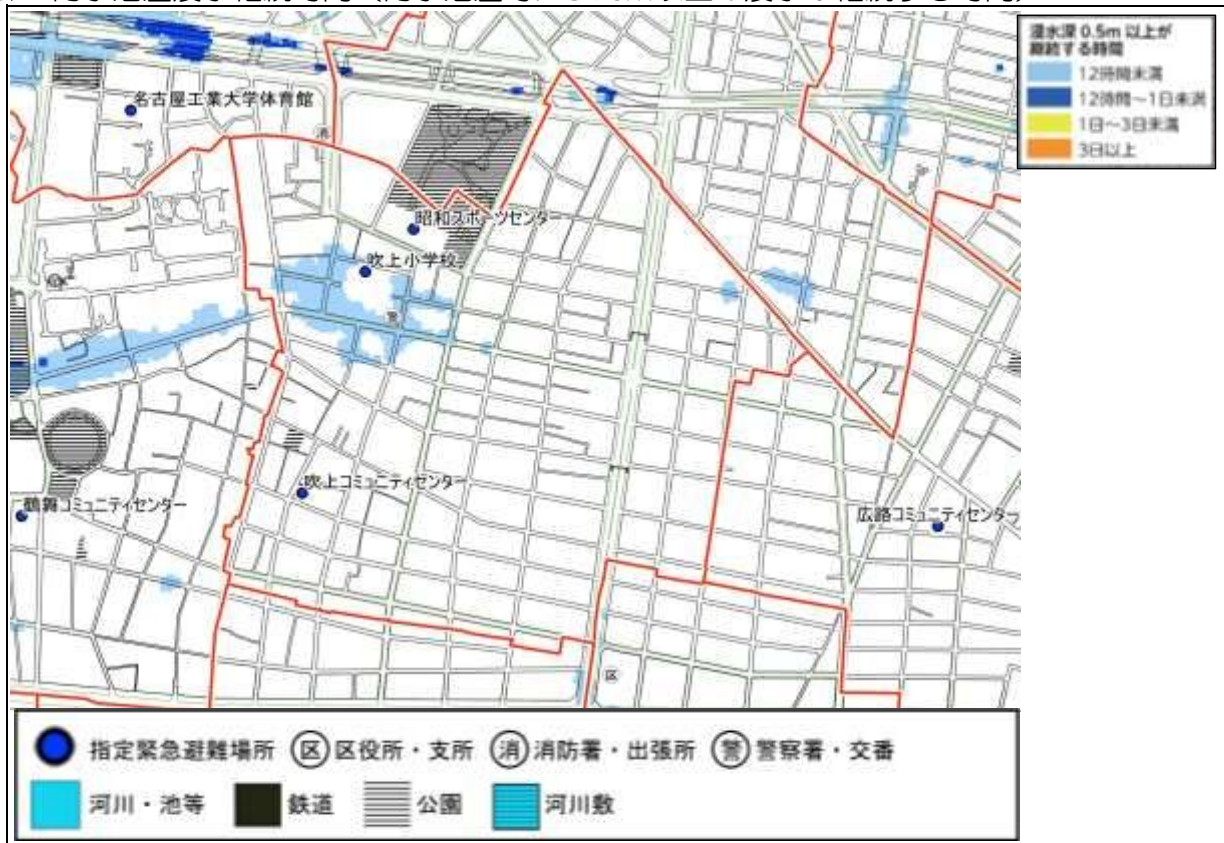 浸水深 0.5m 以上が
継続する時間
12時間未満
12時間～1日未満
1日～3日未満
3日以上
名古屋工業大学体育館
消
昭和スポーツセンター
吹上小学校
警
吹上コミュニティセンター
鶴舞コミュニティセンター
広路コミュニティセンター
区
指定緊急避難場所
区 区役所・支所
消 消防署・出張所
警 警察署・交番
河川・池等
鉄道
公園
河川敷